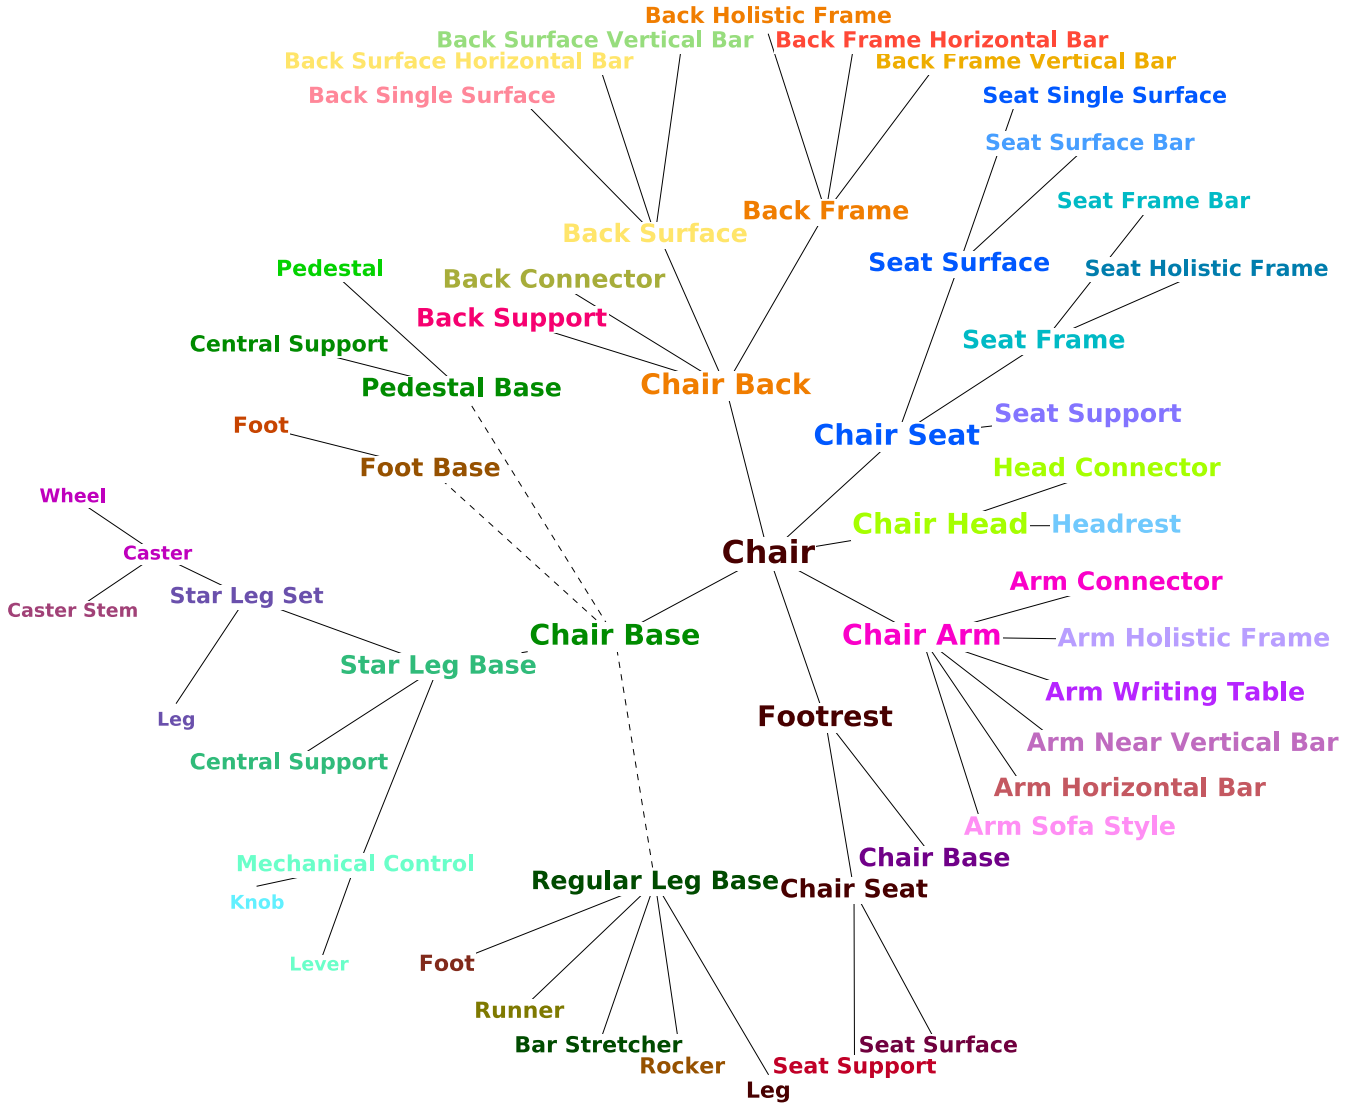 Back Holistic Frame
Back Surface Vertical Bar
Back Frame Horizontal Bar
Back Surface Horizontal Bar
Back Frame Vertical Bar
Back Single Surface
Seat Single Surface
Seat Surface Bar
Seat Frame Bar
Back Frame
Back Surface
Seat Surface
Pedestal
Seat Holistic Frame
Back Connector
Back Support
Central Support
Seat Frame
Pedestal Base
Chair Back
Seat Support
Foot
Chair Seat
Foot Base
Head Connector
Wheel
Chair Head
Headrest
Caster
Chair
Arm Connector
Star Leg Set
Caster Stem
Chair Base
Chair Arm
Arm Holistic Frame
Star Leg Base
Arm Writing Table
Leg
Footrest
Arm Near Vertical Bar
Central Support
Arm Horizontal Bar
Arm Sofa Style
Chair Base
Mechanical Control
Regular Leg Base
Chair Seat
Knob
Lever
Foot
Runner
Bar Stretcher
Seat Surface
Rocker
Seat Support
Leg